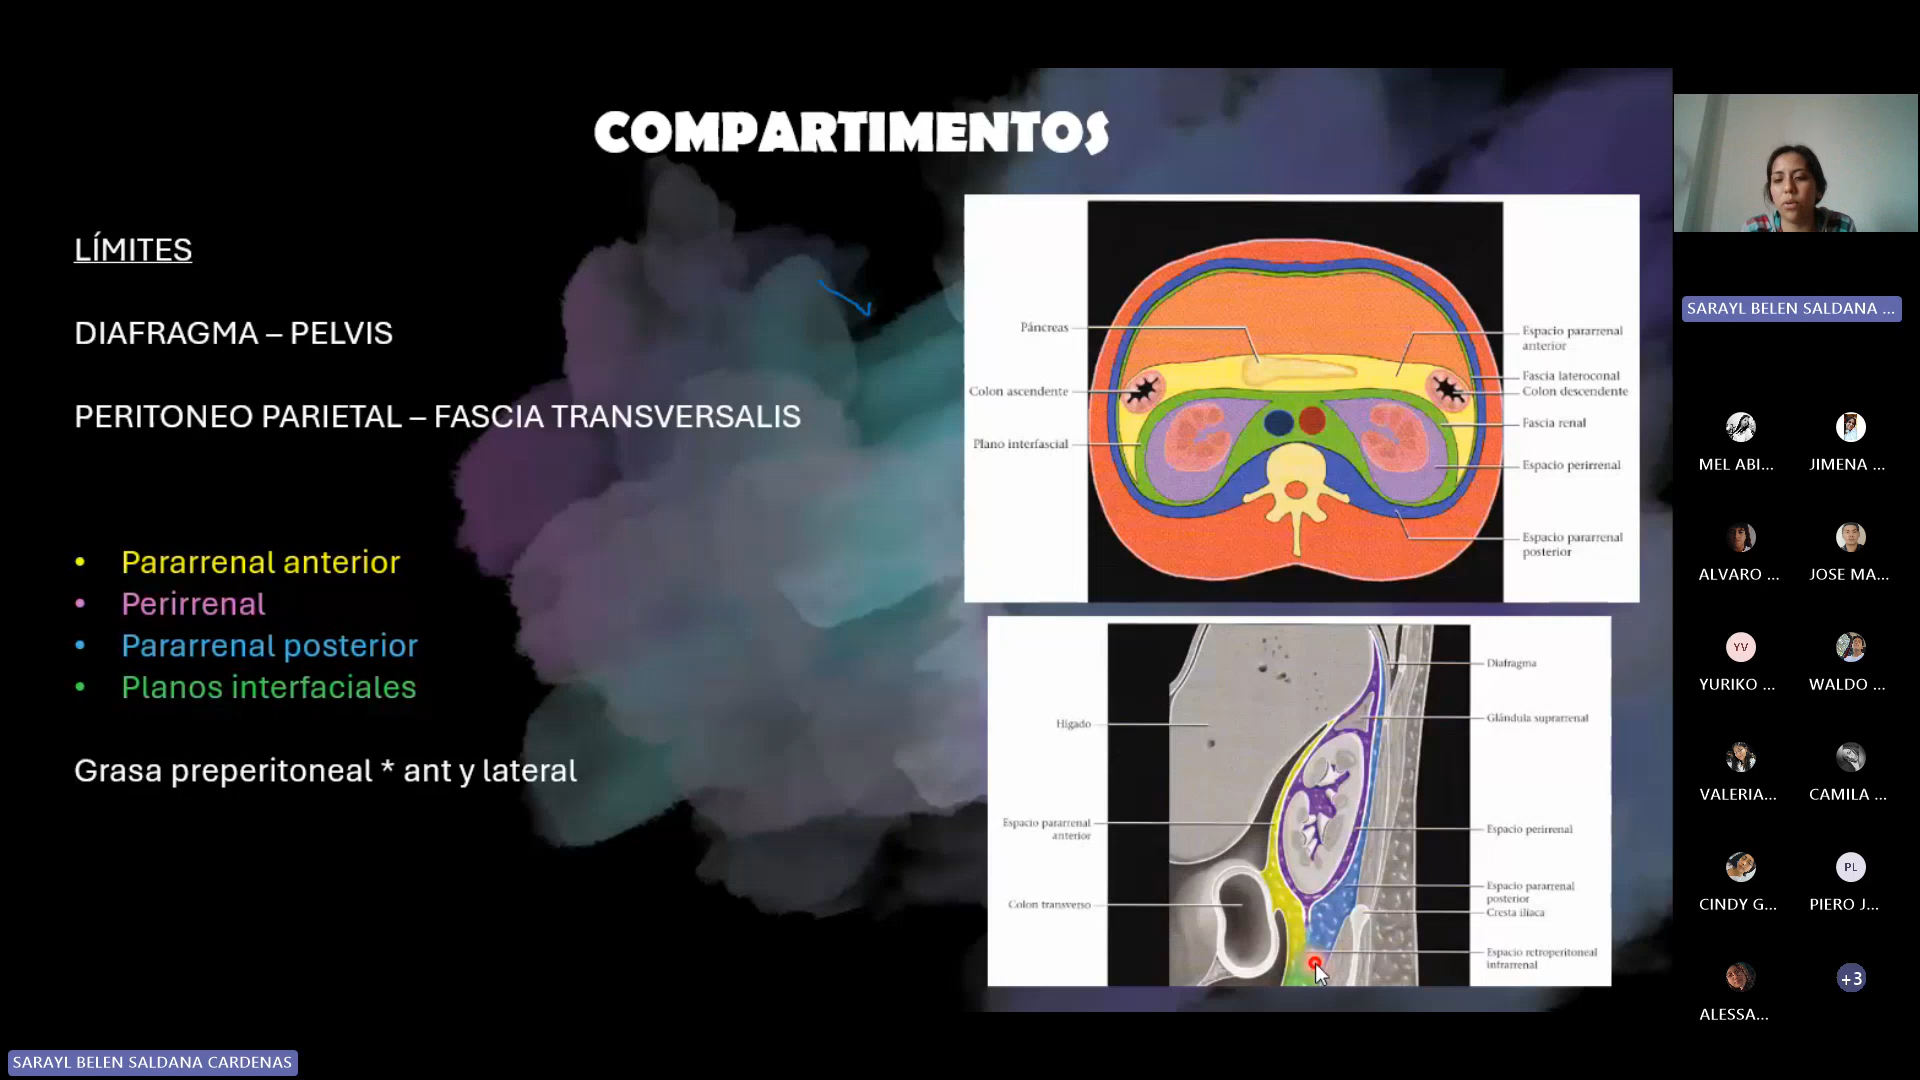 COMPARTIMENTOS
LÍMITES
DIAFRAGMA – PELVIS
PERITONEO PARIETAL – FASCIA TRANSVERSALIS
• Pararrenal anterior
• Perirrenal
• Pararrenal posterior
• Planos interfaciales
Grasa preperitoneal * ant y lateral
Páncreas
Colon ascendente
Plano interfascial
Espacio pararrenal
anterior
Fascia lateroconal
Colon descendente
Fascia renal
Espacio perirrenal
Espacio pararrenal
posterior
Hígado
Espacio pararrenal
anterior
Colon transverso
Diafragma
Glándula suprarrenal
Espacio perirrenal
Espacio pararrenal
posterior
Cresta ilíaca
Espacio retroperitoneal
infrarrenal
SARAYL BELEN SALDANA ...
MEL ABI...
JIMENA ...
ALVARO ...
JOSE MA...
YV
YURIKO ...
WALDO ...
VALERIA...
CAMILA ...
CINDY G...
PL
PIERO J...
ALESSA...
+3
SARAYL BELEN SALDANA CARDENAS